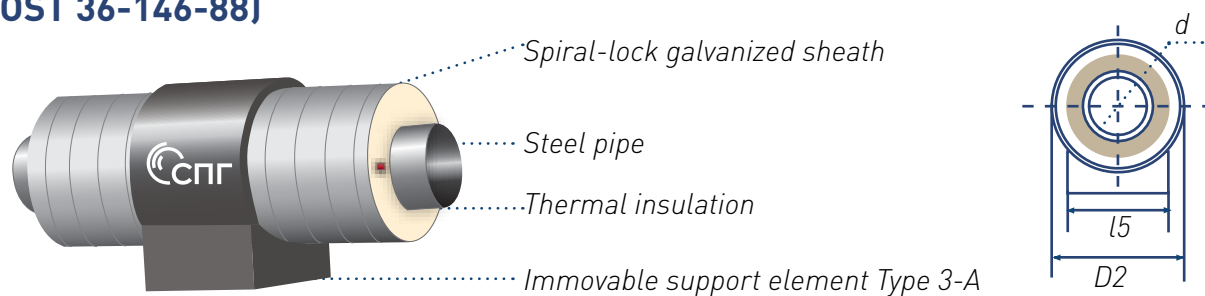 OST 36-146-88)
Spiral-lock galvanized sheath
Steel pipe
Thermal insulation
Immovable support element Type 3-A
СПГ
d
l5
D2